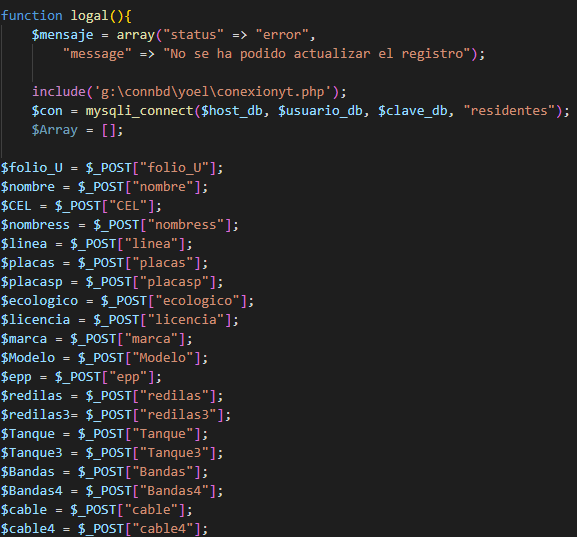 function logal(){
$mensaje = array("status" => "error",
"message" => "No se ha podido actualizar el registro");
include('g:\connbd\yoel\conexionyt.php');
$con = mysqli_connect($host_db, $usuario_db, $clave_db, "residentes");
$Array = [];
$folio_U = $_POST["folio_U"];
$nombre = $_POST["nombre"];
$CEL = $_POST["CEL"];
$nombress = $_POST["nombress"];
$linea = $_POST["linea"];
$placas = $_POST["placas"];
$placasp = $_POST["placasp"];
$ecologico = $_POST["ecologico"];
$licencia = $_POST["licencia"];
$marca = $_POST["marca"];
$Modelo = $_POST["Modelo"];
$epp = $_POST["epp"];
$redilas = $_POST["redilas"];
$redilas3= $_POST["redilas3"];
$Tanque = $_POST["Tanque"];
$Tanque3 = $_POST["Tanque3"];
$Bandas = $_POST["Bandas"];
$Bandas4 = $_POST["Bandas4"];
$cable = $_POST["cable"];
$cable4 = $_POST["cable4"];